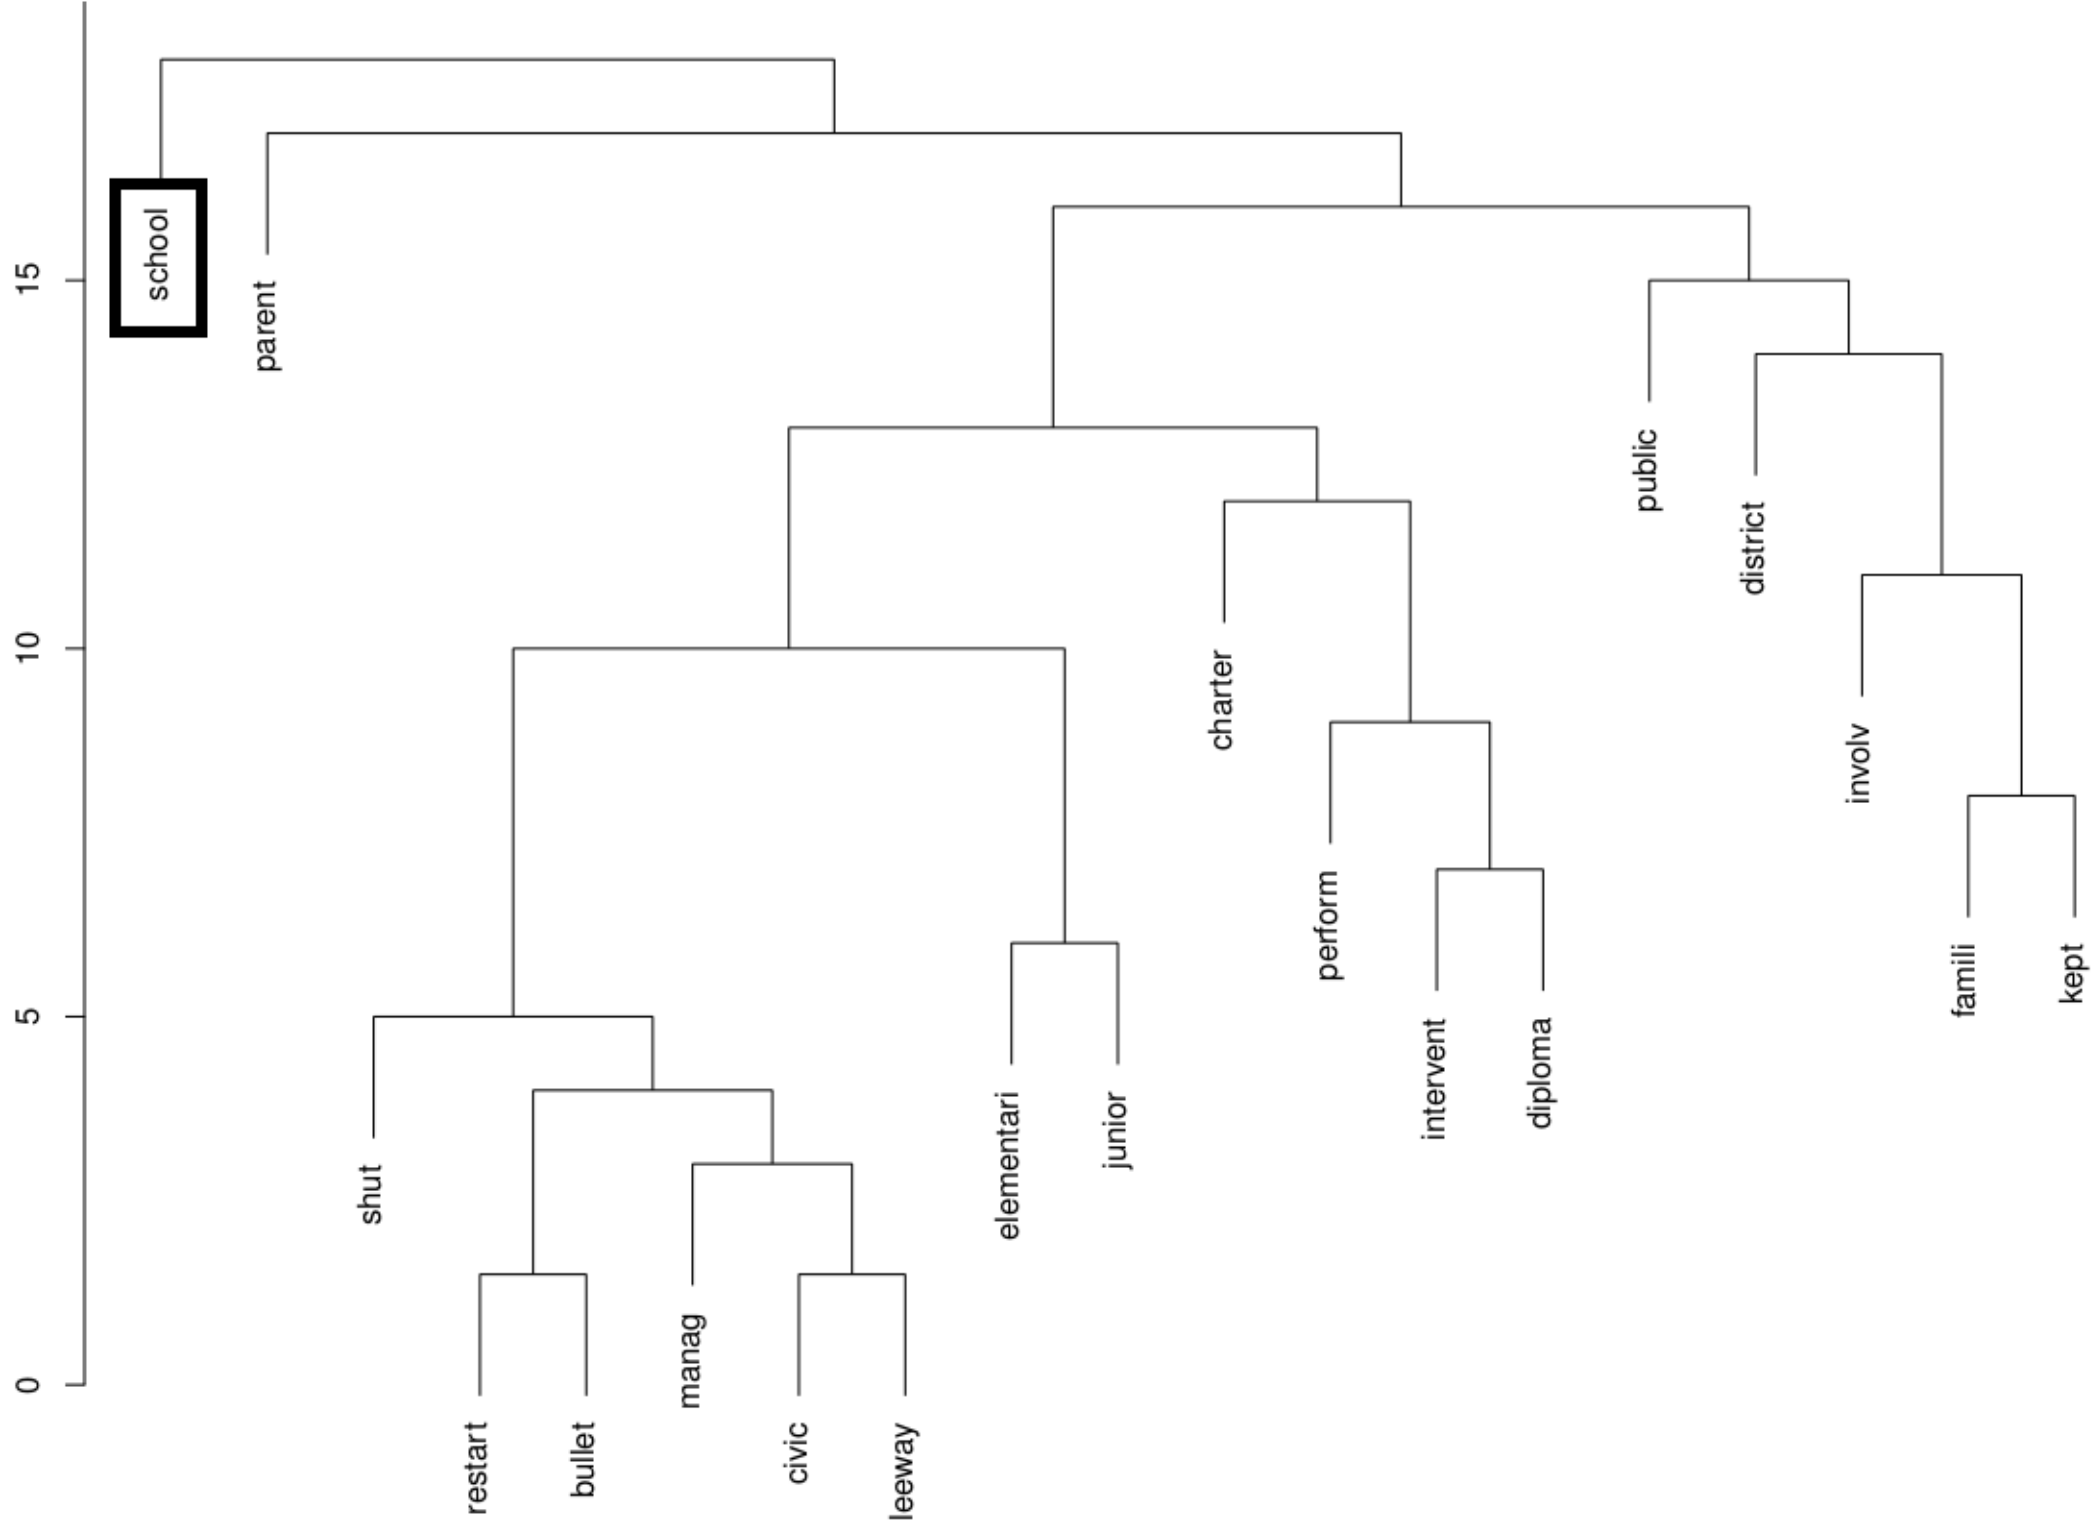 15
10
5
0
school
parent
shut
restart
bullet
manag
civic
leeway
elementari
junior
charter
perform
intervent
diploma
public
district
involv
famili
kept